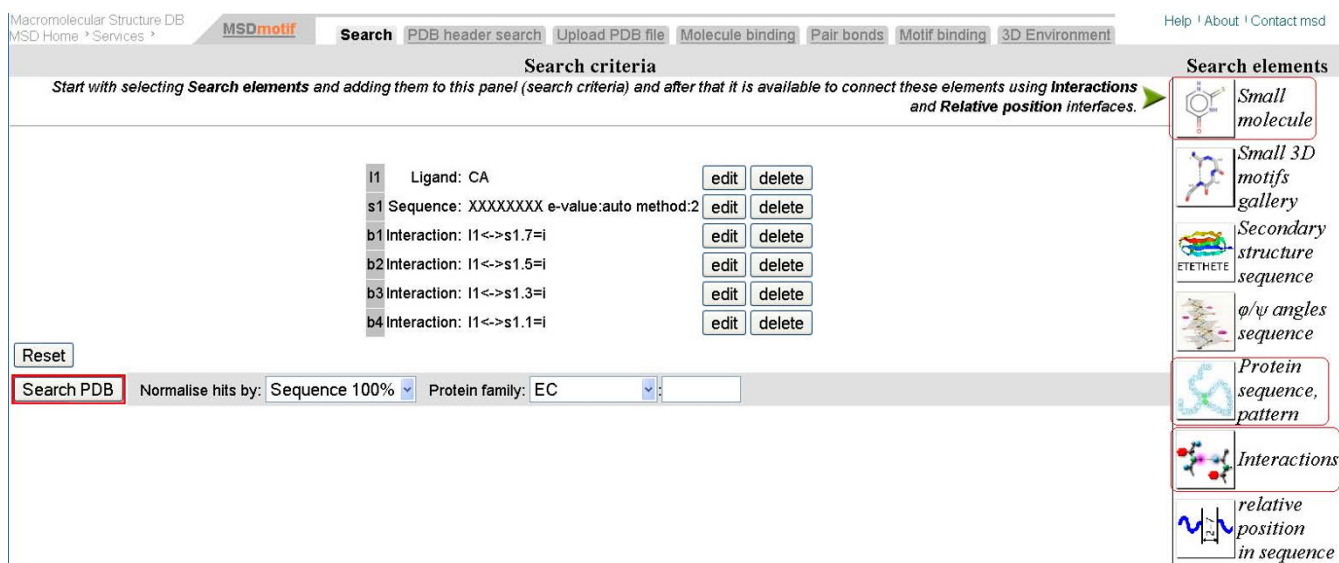 Macromolecular Structure DB
MSD Home › Services ›
MSDmotif
Search PDB header search Upload PDB file Molecule binding Pair bonds Motif binding 3D Environment
Help ı About ı Contact msd
Search criteria
Start with selecting Search elements and adding them to this panel (search criteria) and after that it is available to connect these elements using Interactions
and Relative position interfaces.
l1 Ligand: CA edit delete
s1 Sequence: XXXXXXXX e-value:auto method:2 edit delete
b1 Interaction: l1<->s1.7=i edit delete
b2 Interaction: l1<->s1.5=i edit delete
b3 Interaction: l1<->s1.3=i edit delete
b4 Interaction: l1<->s1.1=i edit delete
Reset
Search PDB Normalise hits by: Sequence 100% Protein family: EC :
Search elements
Small
molecule
Small 3D
motifs
gallery
ETETHETE
Secondary
structure
sequence
φ/ψ angles
sequence
Protein
sequence,
pattern
Interactions
2-7
relative
position
in sequence